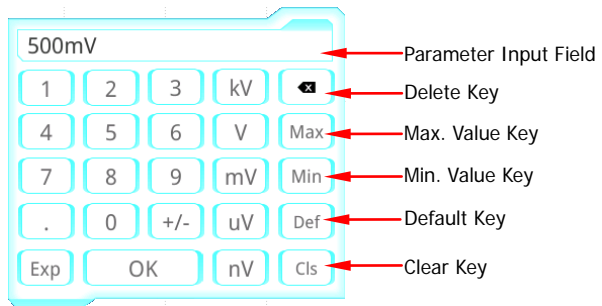 500mV
Parameter Input Field
1 2 3 kV
Delete Key
4 5 6 V Max
Max. Value Key
7 8 9 mV Min
Min. Value Key
. 0 +/- uV Def
Default Key
Exp OK nV Cls
Clear Key